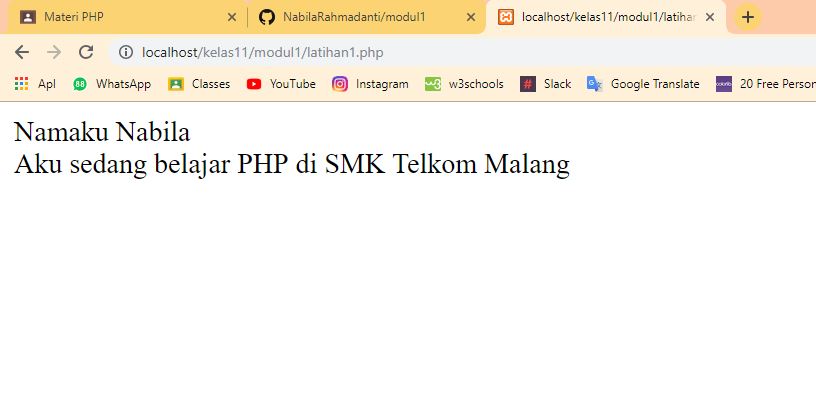 Materi PHP
NabilaRahmadanti/modul1
localhost/kelas11/modul1/latihan
localhost/kelas11/modul1/latihan1.php
Apl WhatsApp Classes YouTube Instagram w3schools Slack Google Translate 20 Free Person
Namaku Nabila
Aku sedang belajar PHP di SMK Telkom Malang